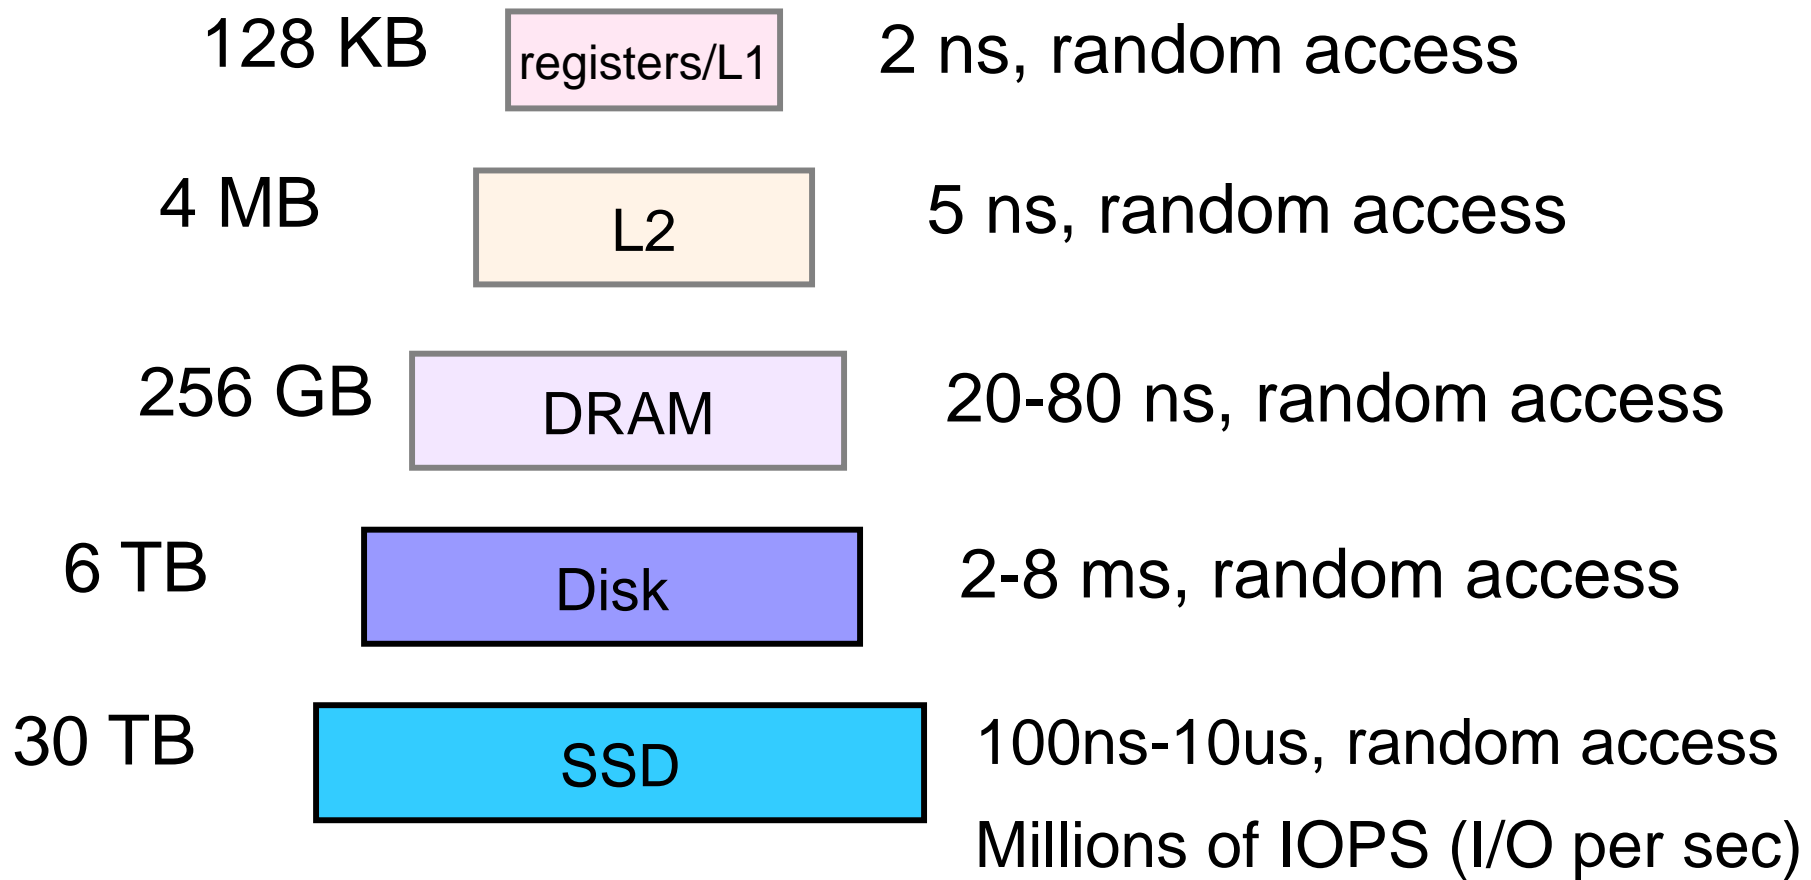 128 KB registers/L1 2 ns, random access
4 MB L2 5 ns, random access
256 GB DRAM 20-80 ns, random access
6 TB Disk 2-8 ms, random access
30 TB SSD 100ns-10us, random access
Millions of IOPS (I/O per sec)